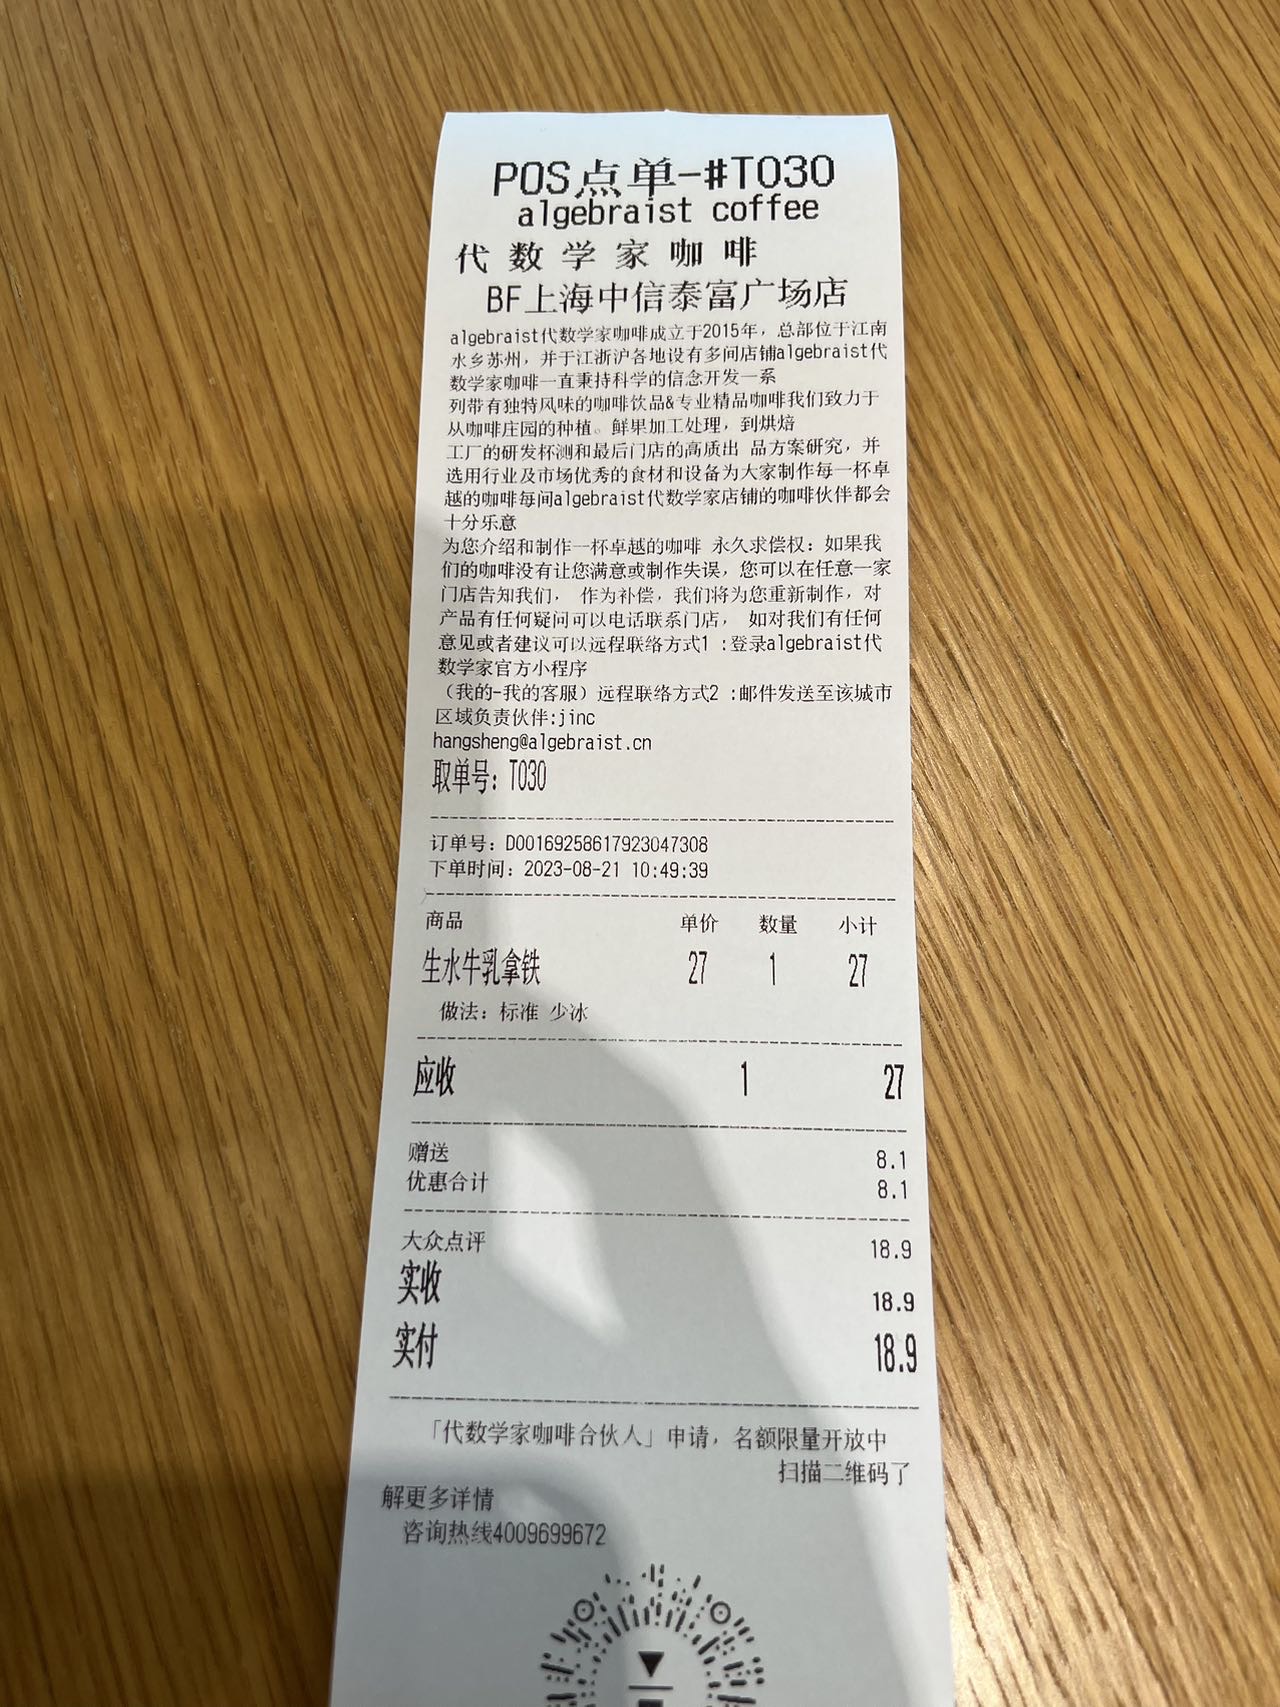 POS点单-#T030
algebraist coffee
代数学家咖啡
BF上海中信泰富广场店
algebraist代数学家咖啡成立于2015年，总部位于江南
水乡苏州，并于江浙沪各地设有多间店铺algebraist代
数学家咖啡一直秉持科学的信念开发一系
列带有独特风味的咖啡饮品&专业精品咖啡我们致力于
从咖啡庄园的种植。鲜果加工处理，到烘焙
工厂的研发杯测和最后门店的高质出 品方案研究，并
选用行业及市场优秀的食材和设备为大家制作每一杯卓
越的咖啡每间algebraist代数学家店铺的咖啡伙伴都会
十分乐意
为您介绍和制作一杯卓越的咖啡 永久求偿权：如果我
们的咖啡没有让您满意或制作失误，您可以在任意一家
门店告知我们， 作为补偿，我们将为您重新制作，对
产品有任何疑问可以电话联系门店， 如对我们有任何
意见或者建议可以远程联络方式1 :登录algebraist代
数学家官方小程序
（我的-我的客服）远程联络方式2 :邮件发送至该城市
区域负责伙伴:jinc
hangsheng@algebraist.cn
取单号：T030
订单号：D00169258617923047308
下单时间：2023-08-21 10:49:39
商品 单价 数量 小计
生水牛乳拿铁 27 1 27
做法：标准 少冰
应收 1 27
赠送 8.1
优惠合计 8.1
大众点评 18.9
实收 18.9
实付 18.9
「代数学家咖啡合伙人」申请，名额限量开放中
扫描二维码了
解更多详情
咨询热线4009699672